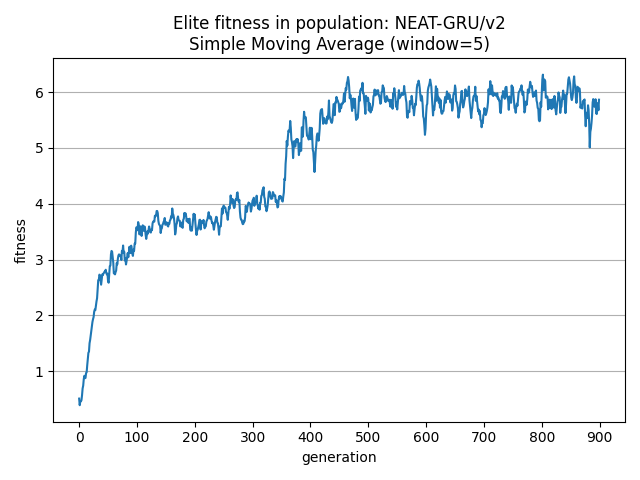 Elite fitness in population: NEAT-GRU/v2
Simple Moving Average (window=5)
fitness
6
5
4
3
2
1
0 100 200 300 400 500 600 700 800 900
generation